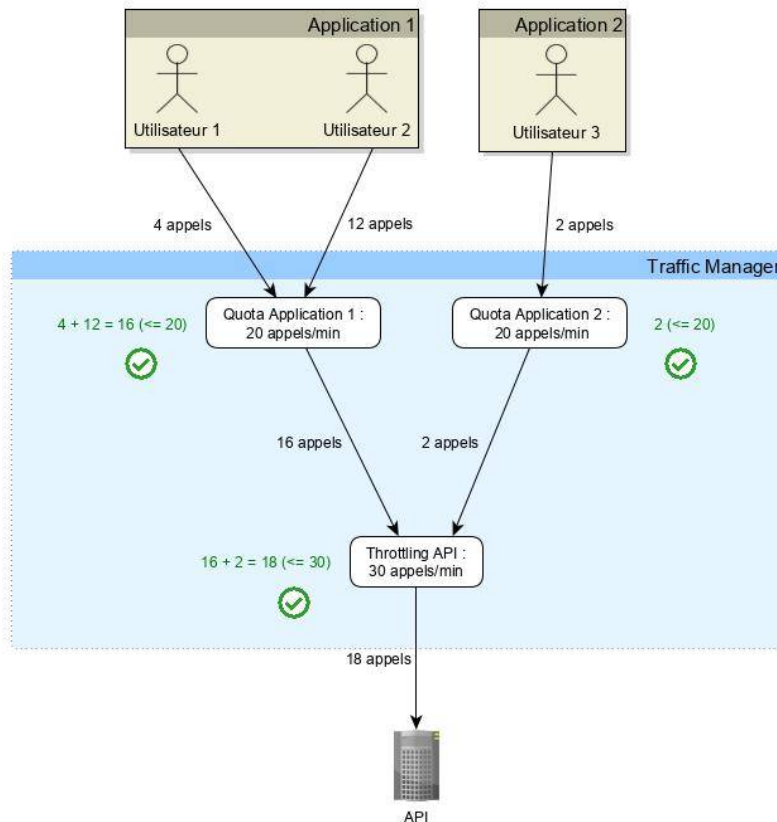 Application 1
Application 2
Utilisateur 1
Utilisateur 2
Utilisateur 3
4 appels
12 appels
2 appels
Traffic Manager
4 + 12 = 16 (<= 20)
Quota Application 1 :
20 appels/min
Quota Application 2 :
20 appels/min
2 (<= 20)
16 appels
2 appels
16 + 2 = 18 (<= 30)
Throttling API :
30 appels/min
18 appels
API